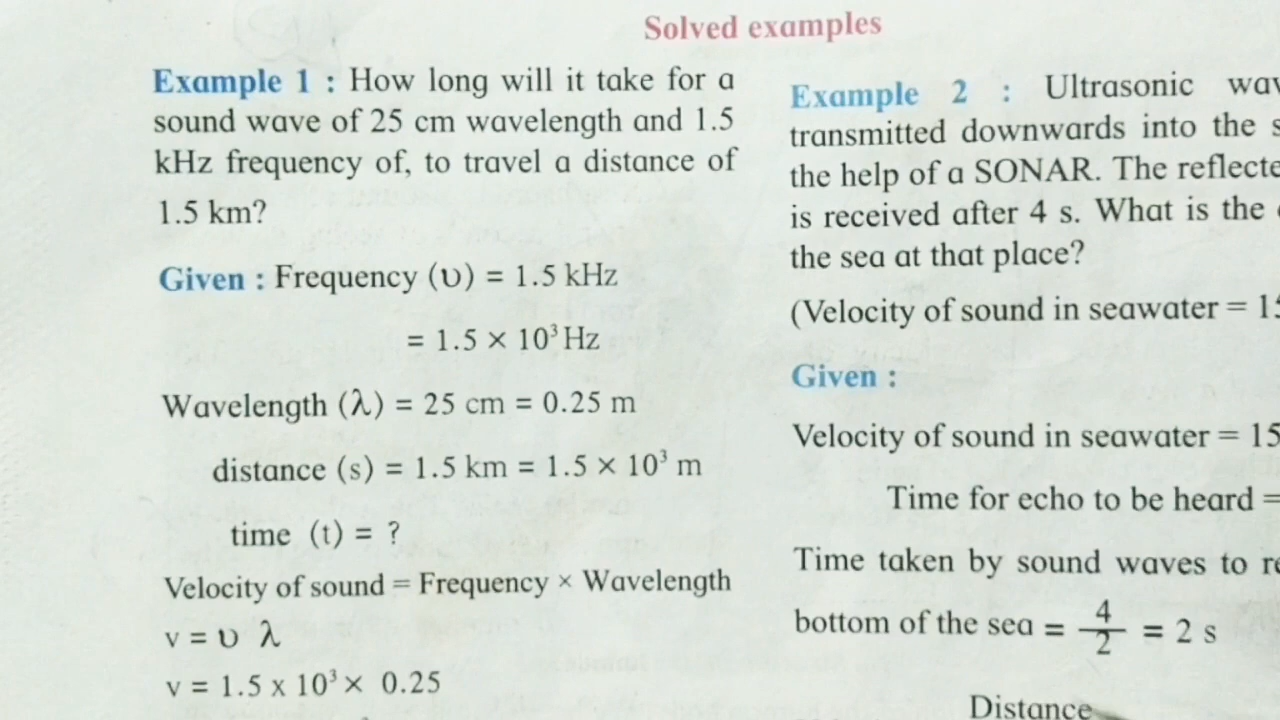 Solved examples
Example 1 : How long will it take for a
sound wave of 25 cm wavelength and 1.5
kHz frequency of, to travel a distance of
1.5 km?
Given : Frequency (υ) = 1.5 kHz
= 1.5 × 10³ Hz
Wavelength (λ) = 25 cm = 0.25 m
distance (s) = 1.5 km = 1.5 × 10³ m
time (t) = ?
Velocity of sound = Frequency × Wavelength
v = υ λ
v = 1.5 x 10³ × 0.25
Example 2 : Ultrasonic
transmitted downwards into the
the help of a SONAR. The
is received after 4 s. What is the
the sea at that place?
(Velocity of sound in seawater =
Given :
Velocity of sound in seawater =
Time for echo to be heard =
Time taken by sound waves to
bottom of the sea = 4/2 = 2 s
Distance